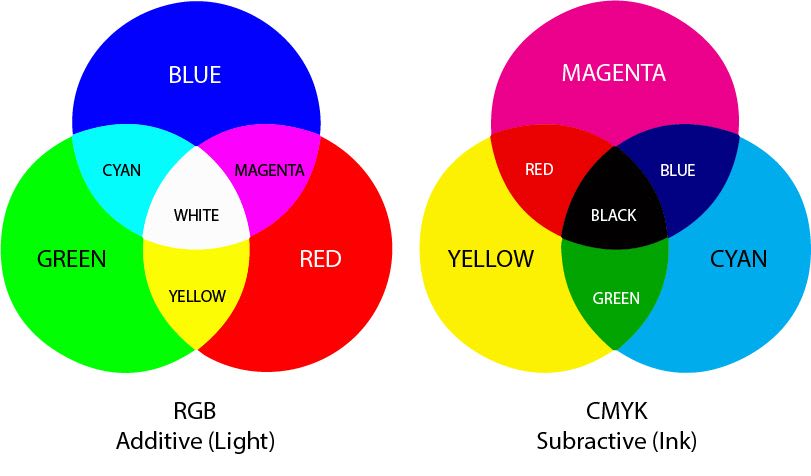 BLUE
CYAN
MAGENTA
WHITE
GREEN
RED
YELLOW
RGB
Additive (Light)
MAGENTA
RED
BLUE
BLACK
YELLOW
CYAN
GREEN
CMYK
Subractive (Ink)